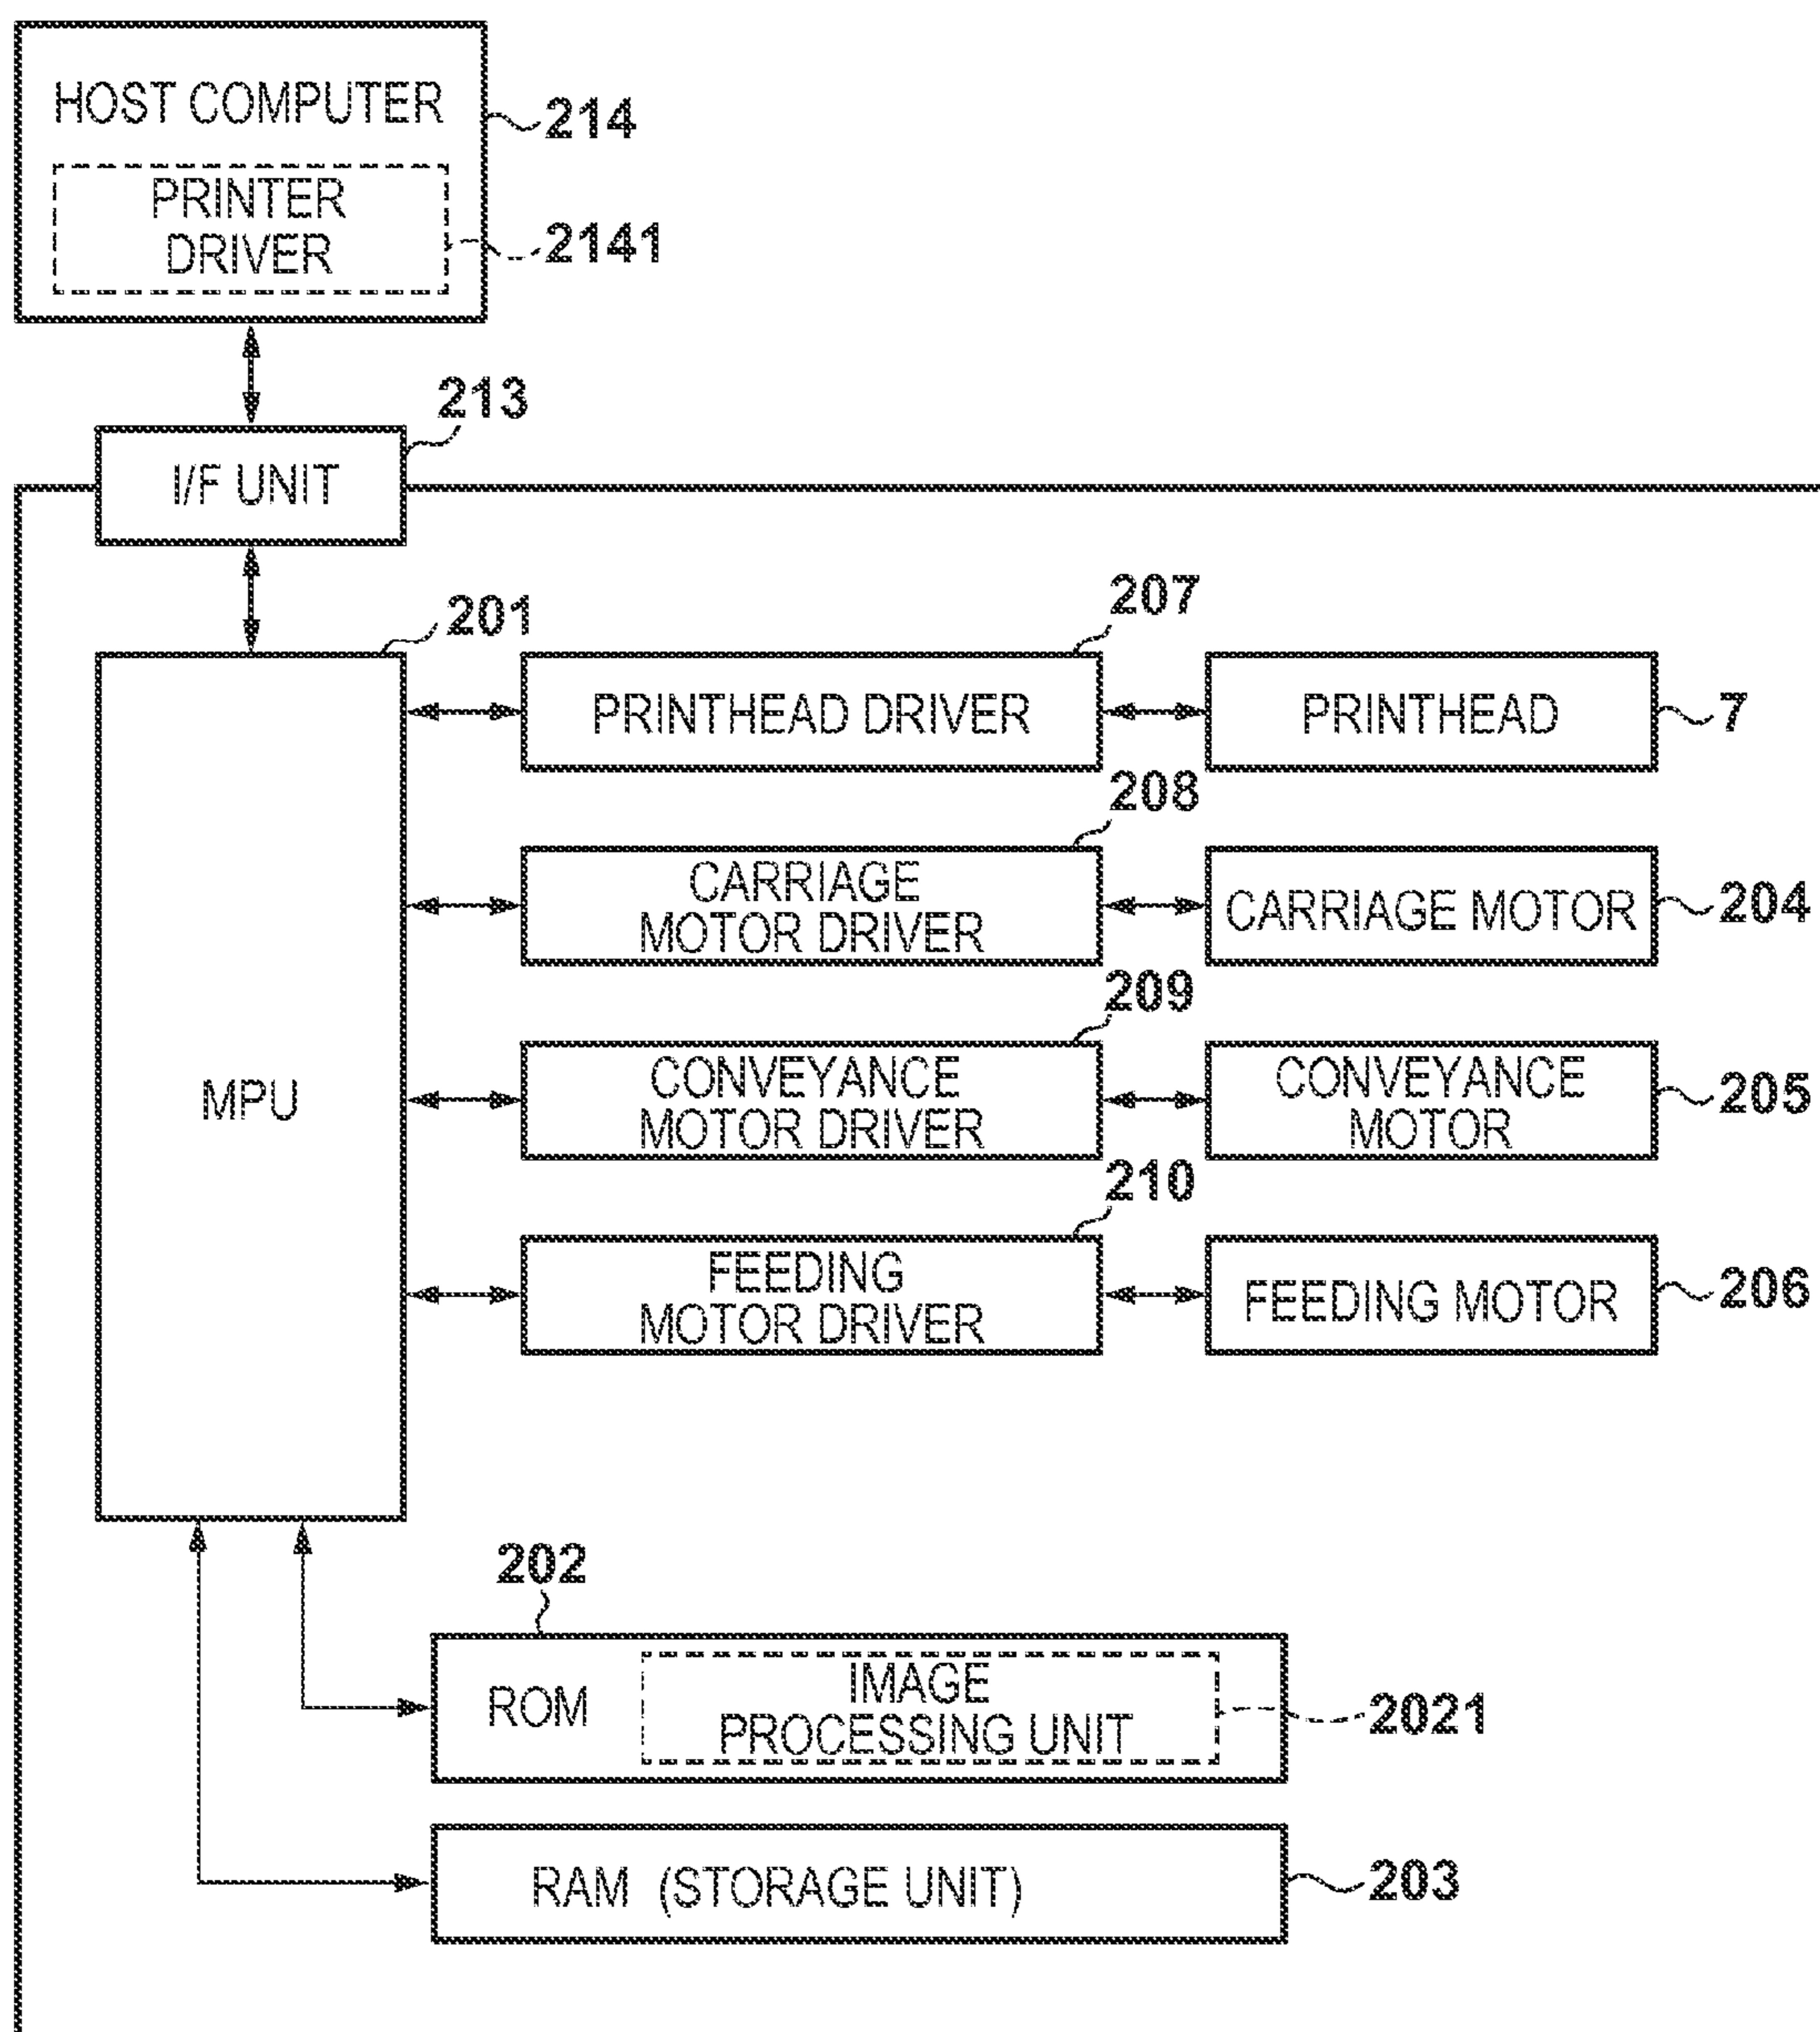 HOST COMPUTER
214
PRINTER
DRIVER
2141
213
I/F UNIT
201
207
MPU
PRINTHEAD DRIVER
PRINTHEAD
7
208
CARRIAGE
MOTOR DRIVER
CARRIAGE MOTOR
204
209
CONVEYANCE
MOTOR DRIVER
CONVEYANCE
MOTOR
205
210
FEEDING
MOTOR DRIVER
FEEDING MOTOR
206
202
ROM
IMAGE
PROCESSING UNIT
2021
RAM (STORAGE UNIT)
203